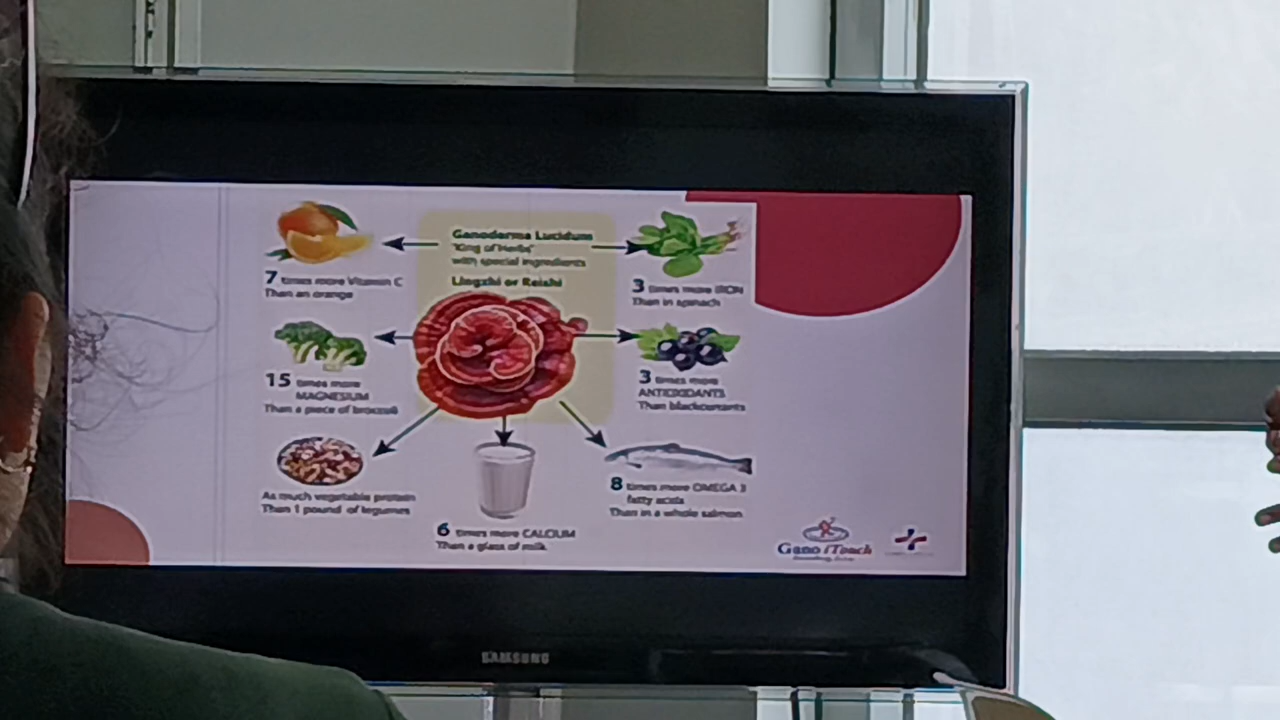 Ganoderma Lucidum
'King of Herbs'
with special ingredients
Lingzhi or Reishi
7 times more Vitamin C
Than an orange
3 times more IRON
Than in spinach
15 times more
MAGNESIUM
Than a piece of broccoli
3 times more
ANTIOXIDANTS
Than blackcurrants
As much vegetable protein
Than 1 pound of legumes
6 times more CALCIUM
Than a glass of milk
8 times more OMEGA 3
fatty acids
Than in a whole salmon
Gano iTouch
SAMSUNG